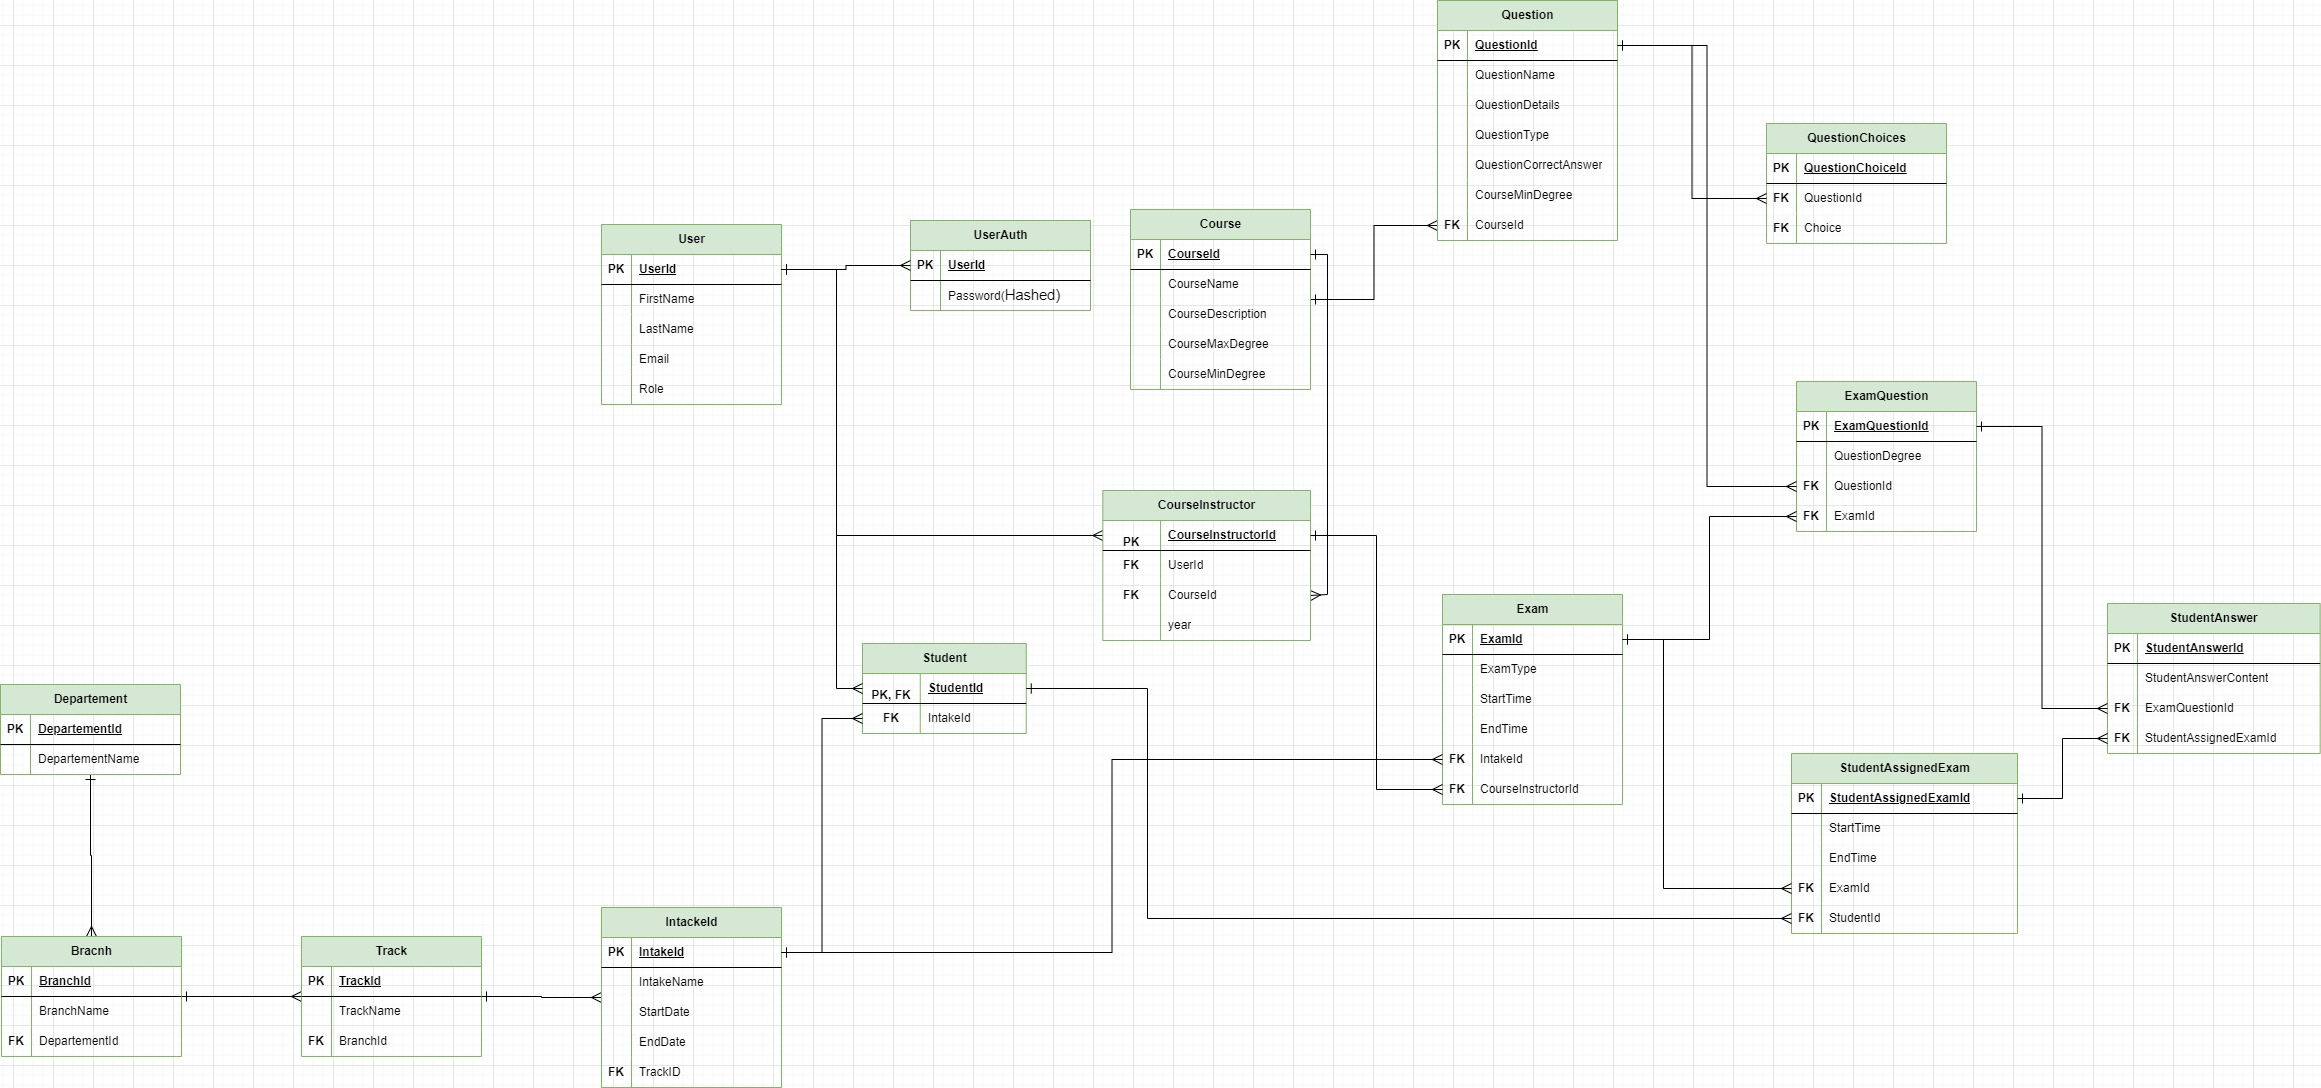 Question
PK QuestionId
QuestionName
QuestionDetails
QuestionType
QuestionCorrectAnswer
CourseMinDegree
FK CourseId
QuestionChoices
PK QuestionChoiceId
FK QuestionId
FK Choice
User
PK UserId
FirstName
LastName
Email
Role
UserAuth
PK UserId
Password(Hashed)
Course
PK CourseId
CourseName
CourseDescription
CourseMaxDegree
CourseMinDegree
ExamQuestion
PK ExamQuestionId
QuestionDegree
FK QuestionId
FK ExamId
CourseInstructor
PK CourseInstructorId
FK UserId
FK CourseId
year
Exam
PK ExamId
ExamType
StartTime
EndTime
FK IntakeId
FK CourseInstructorId
StudentAnswer
PK StudentAnswerId
StudentAnswerContent
FK ExamQuestionId
FK StudentAssignedExamId
Student
PK, FK StudentId
FK IntakeId
Departement
PK DepartementId
DepartementName
StudentAssignedExam
PK StudentAssignedExamId
StartTime
EndTime
FK ExamId
FK StudentId
Bracnh
PK BranchId
BranchName
FK DepartementId
Track
PK TrackId
TrackName
FK BranchId
IntackeId
PK IntakeId
IntakeName
StartDate
EndDate
FK TrackID